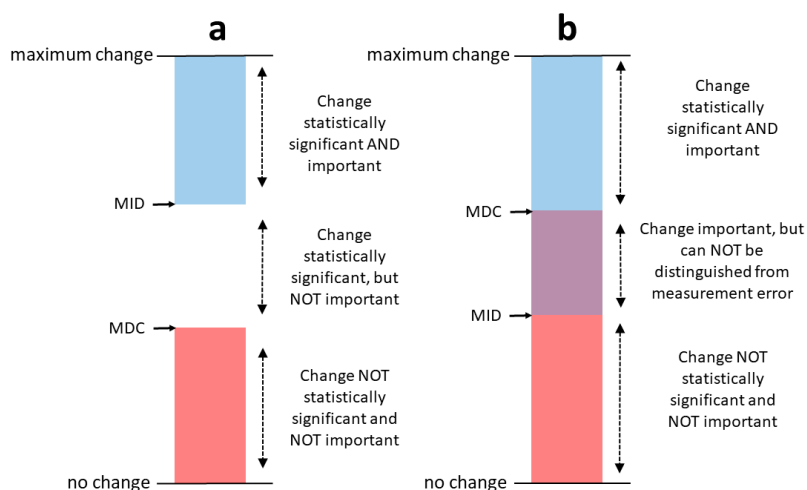 a
maximum change
Change
statistically
significant AND
important
MID
Change
statistically
significant, but
NOT important
MDC
Change NOT
statistically
significant and
NOT important
no change
b
maximum change
Change
statistically
significant AND
important
MDC
Change important, but
can NOT be
distinguished from
measurement error
MID
Change NOT
statistically
significant and
NOT important
no change